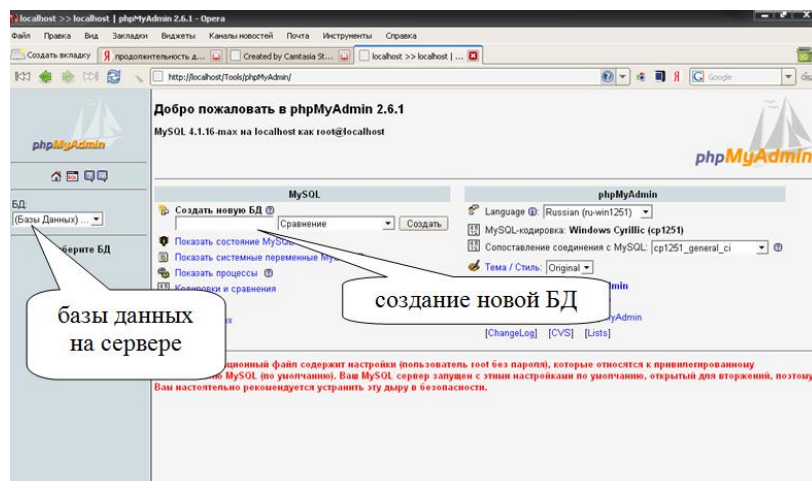 localhost >> localhost | phpMyAdmin 2.6.1 - Opera
Файл Правка Вид Закладки Виджеты Каналы новостей Почта Инструменты Справка
Создать вкладку продолжительность д... Created by Camtasia St... localhost >> localhost | ...
http://localhost/Tools/phpMyAdmin/ Google
phpMyAdmin
БД:
(Базы Данных) ...
берите БД
Добро пожаловать в phpMyAdmin 2.6.1
MySQL 4.1.16-max на localhost как root@localhost
phpMyAdmin
MySQL
Создать новую БД
Сравнение Создать
Показать состояние MySQL
Показать системные переменные
Показать процессы
Кодировки и сравнения
phpMyAdmin
Language: Russian (ru-win1251)
MySQL-кодировка: Windows Cyrillic (cp1251)
Сопоставление соединения с MySQL: cp1251_general_ci
Тема / Стиль: Original
min
yAdmin
[ChangeLog] [CVS] [Lists]
базы данных
на сервере
создание новой БД
ционный файл содержит настройки (пользователь root без пароля), которые относятся к привилегированному
MySQL (по умолчанию). Ваш MySQL сервер запущен с этими настройками по умолчанию, открытый для вторжений, поэтому
Вам настоятельно рекомендуется устранить эту дыру в безопасности.